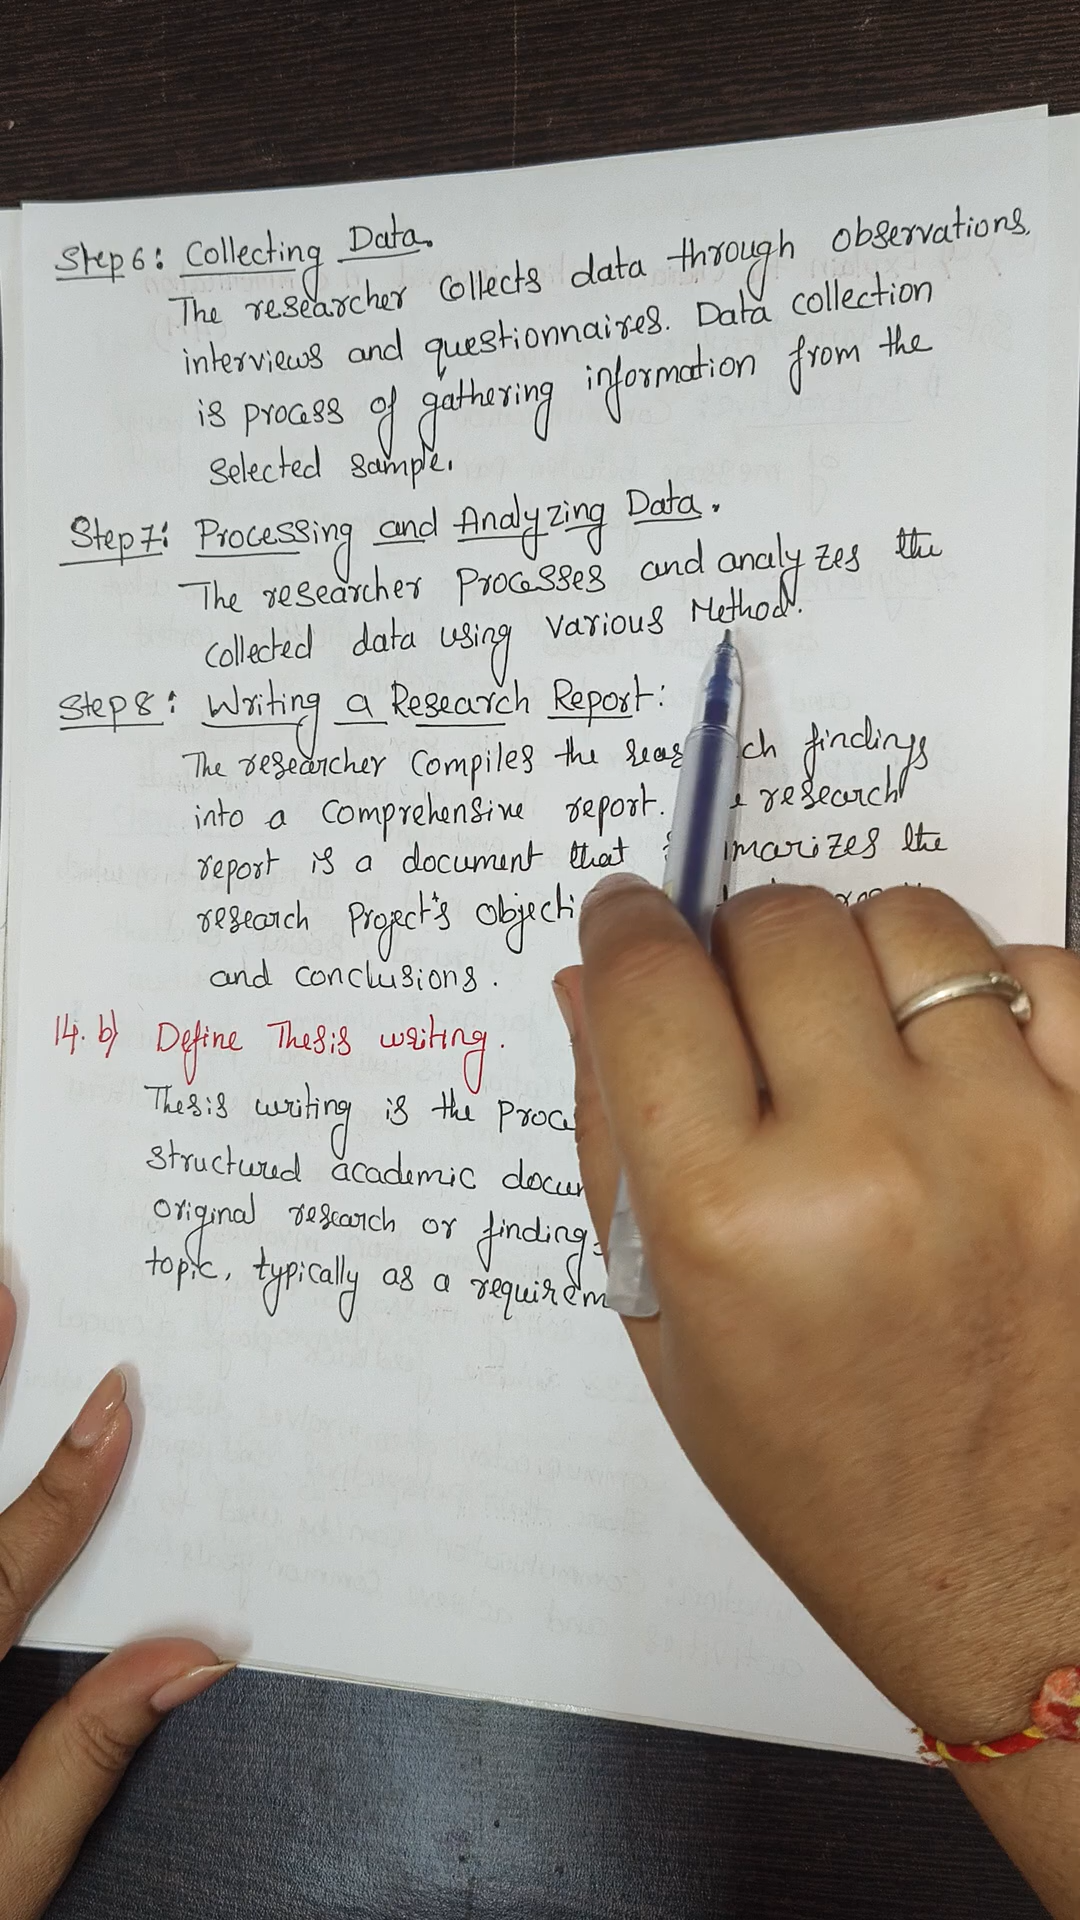 Step 6: Collecting Data.
The researcher collects data through observations,
interviews and questionnaires. Data collection
is process of gathering information from the
selected sample.
Step 7: Processing and Analyzing Data.
The researcher Processes and analyzes the
collected data using various Method.
Step 8: Writing a Research Report:
The researcher compiles the findings
into a comprehensive report. research
report is a document that the
research Project's
and conclusions.
14. b) Define Thesis writing.
Thesis writing is the
structured academic
original research or
topic, typically as a